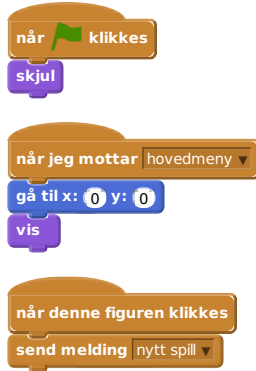 når klikkes
skjul
når jeg mottar hovedmeny
gå til x: 0 y: 0
vis
når denne figuren klikkes
send melding nytt spill